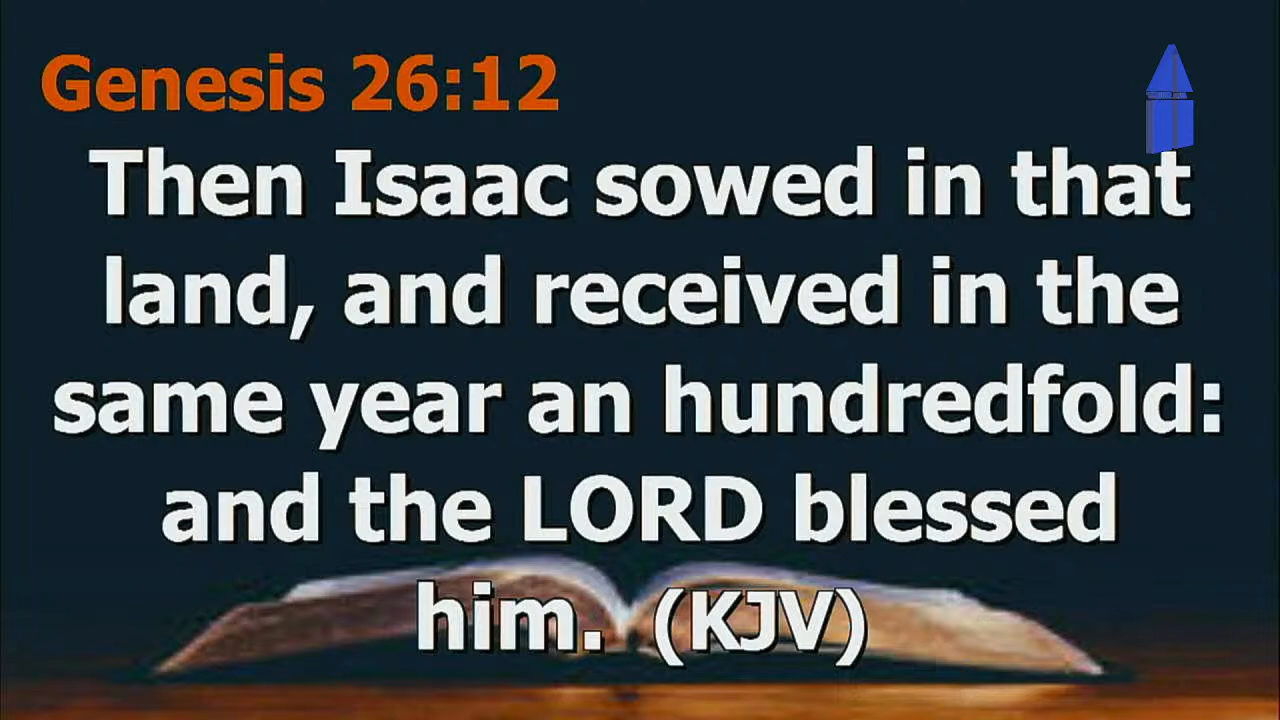 Genesis 26:12
Then Isaac sowed in that
land, and received in the
same year an hundredfold:
and the LORD blessed
him. (KJV)